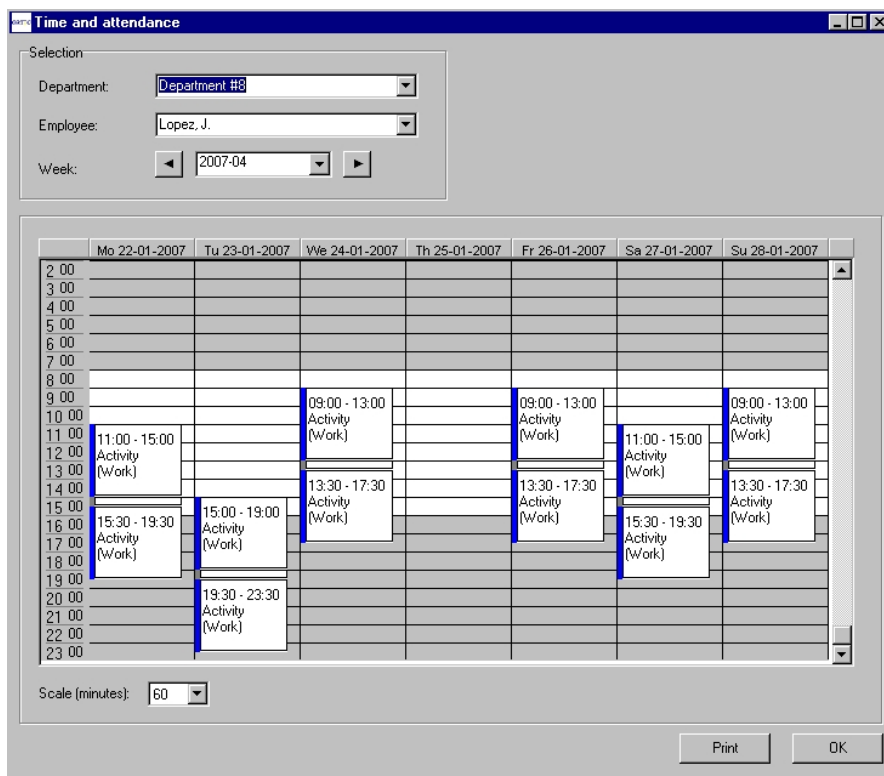 Time and attendance
Selection
Department: Department #8
Employee: Lopez, J.
Week: 2007-04
Mo 22-01-2007 Tu 23-01-2007 We 24-01-2007 Th 25-01-2007 Fr 26-01-2007 Sa 27-01-2007 Su 28-01-2007
2 00
3 00
4 00
5 00
6 00
7 00
8 00
9 00
10 00
11 00
12 00
13 00
14 00
15 00
16 00
17 00
18 00
19 00
20 00
21 00
22 00
23 00
11:00 - 15:00
Activity
(Work)
15:30 - 19:30
Activity
(Work)
15:00 - 19:00
Activity
(Work)
19:30 - 23:30
Activity
(Work)
09:00 - 13:00
Activity
(Work)
13:30 - 17:30
Activity
(Work)
09:00 - 13:00
Activity
(Work)
13:30 - 17:30
Activity
(Work)
11:00 - 15:00
Activity
(Work)
15:30 - 19:30
Activity
(Work)
09:00 - 13:00
Activity
(Work)
13:30 - 17:30
Activity
(Work)
Scale (minutes): 60
Print OK